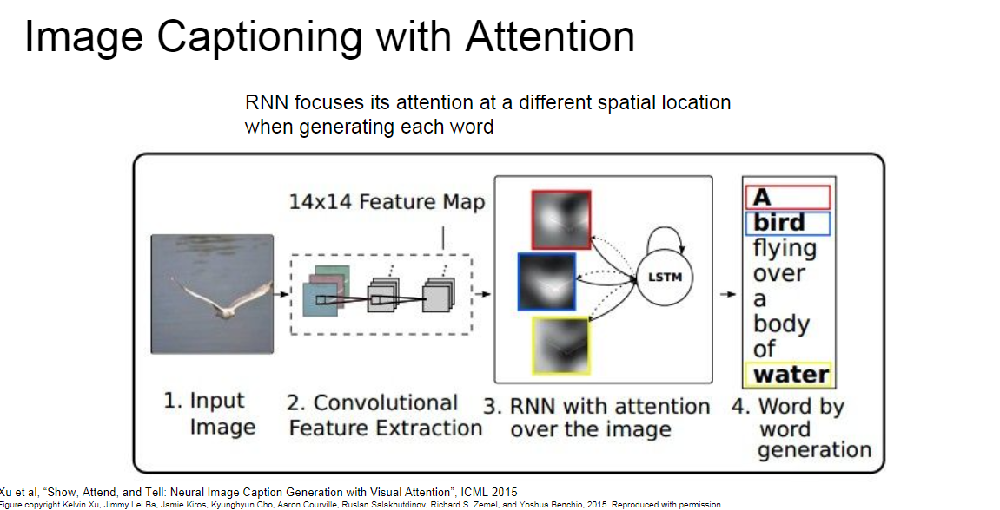 Image Captioning with Attention
RNN focuses its attention at a different spatial location
when generating each word
14x14 Feature Map
LSTM
A
bird
flying
over
a
body
of
water
1. Input
Image
2. Convolutional
Feature Extraction
3. RNN with attention
over the image
4. Word by
word
generation
Xu et al, “Show, Attend, and Tell: Neural Image Caption Generation with Visual Attention”, ICML 2015
Figure copyright Kelvin Xu, Jimmy Lei Ba, Jamie Kiros, Kyunghyun Cho, Aaron Courville, Ruslan Salakhutdinov, Richard S. Zemel, and Yoshua Benchio, 2015. Reproduced with permission.